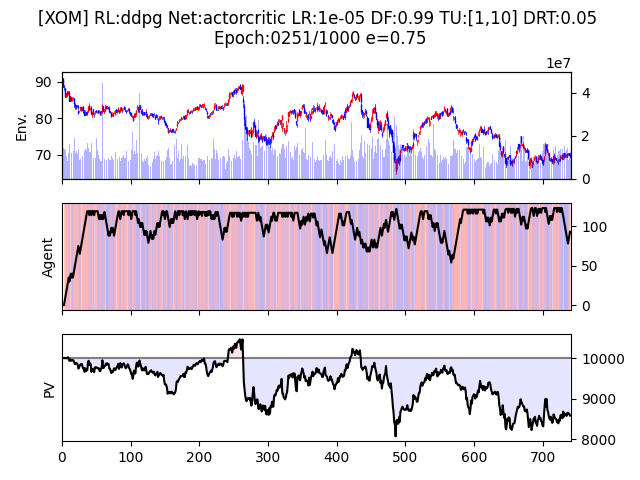 [XOM] RL:ddpg Net:actorcritic LR:1e-05 DF:0.99 TU:[1,10] DRT:0.05
Epoch:0251/1000 e=0.75
1e7
Env.
90
80
70
4
2
0
Agent
100
50
0
PV
10000
9000
8000
0 100 200 300 400 500 600 700